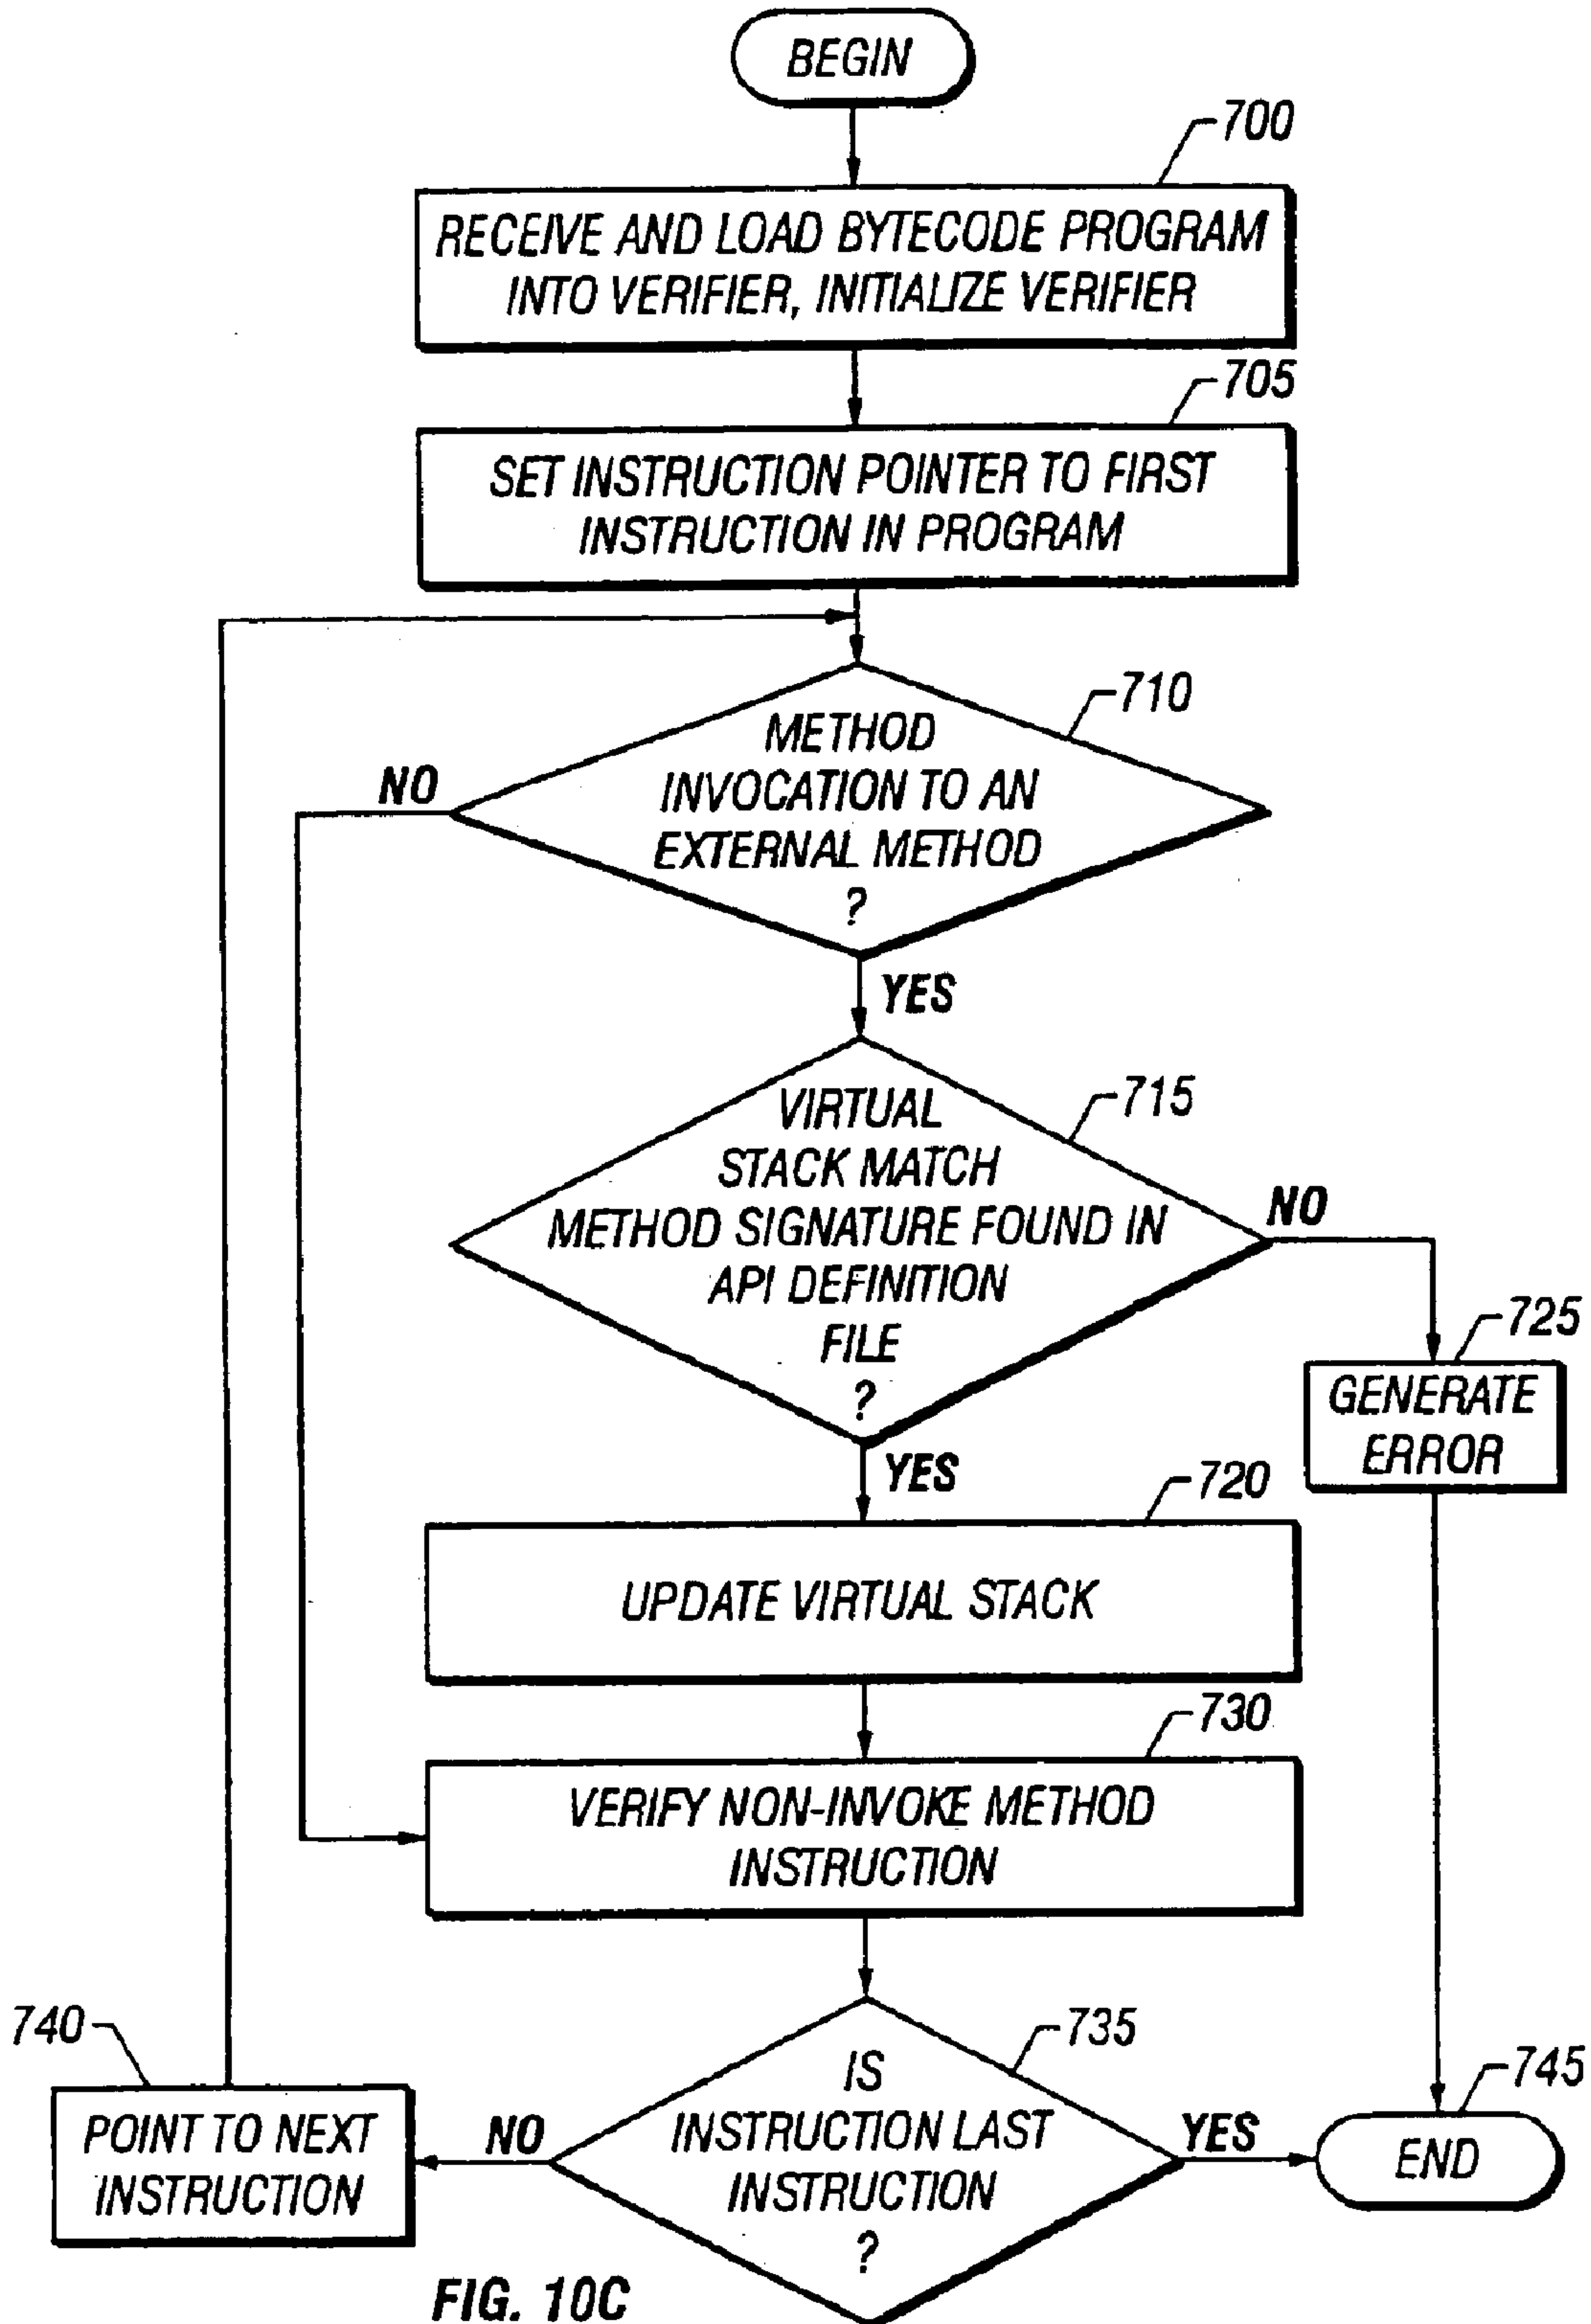 BEGIN
700
RECEIVE AND LOAD BYTECODE PROGRAM
INTO VERIFIER, INITIALIZE VERIFIER
705
SET INSTRUCTION POINTER TO FIRST
INSTRUCTION IN PROGRAM
710
METHOD
INVOCATION TO AN
EXTERNAL METHOD
?
NO
YES
715
VIRTUAL
STACK MATCH
METHOD SIGNATURE FOUND IN
API DEFINITION
FILE
?
NO
725
GENERATE
ERROR
YES
720
UPDATE VIRTUAL STACK
730
VERIFY NON-INVOKE METHOD
INSTRUCTION
735
IS
INSTRUCTION LAST
INSTRUCTION
?
NO
740
POINT TO NEXT
INSTRUCTION
YES
745
END
FIG. 10C